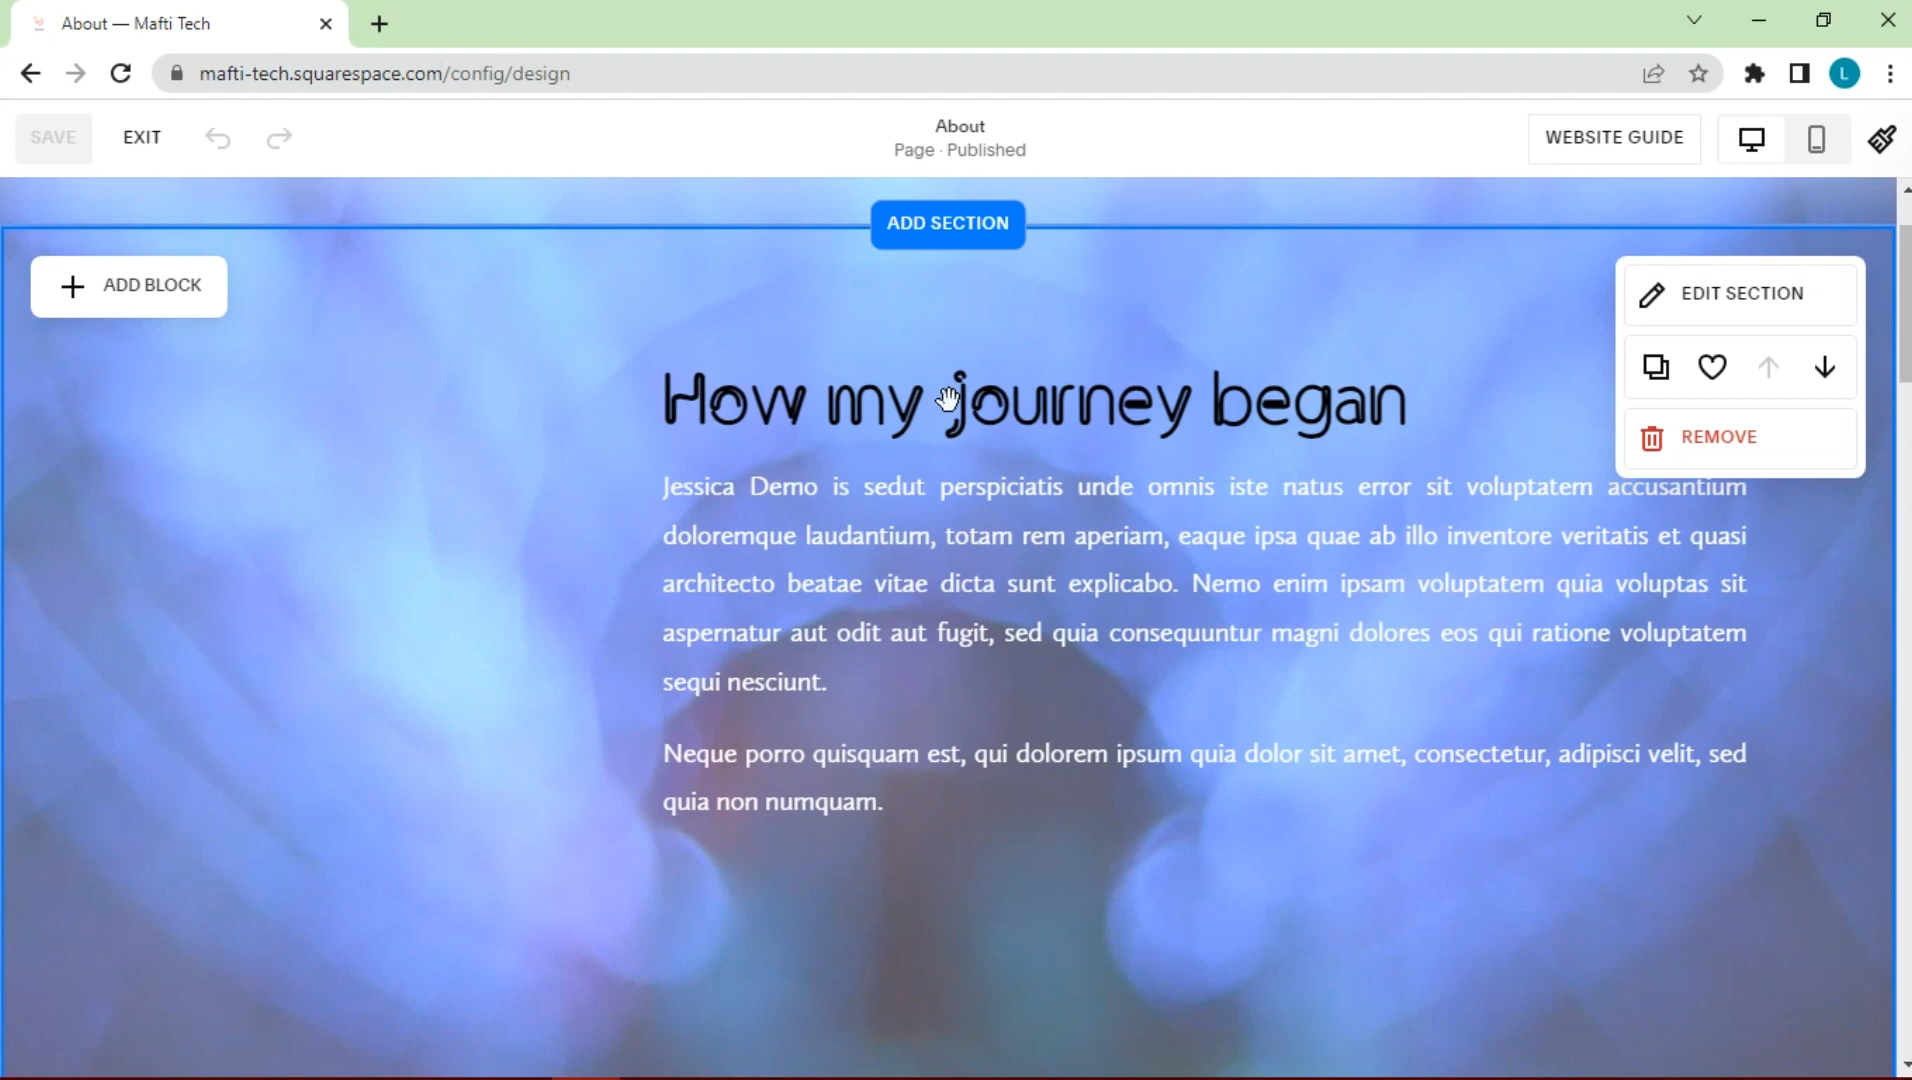 About — Mafti Tech
mafti-tech.squarespace.com/config/design
L
SAVE
EXIT
About
Page · Published
WEBSITE GUIDE
ADD SECTION
ADD BLOCK
EDIT SECTION
REMOVE
How my journey began
Jessica Demo is sedut perspiciatis unde omnis iste natus error sit voluptatem accusantium
doloremque laudantium, totam rem aperiam, eaque ipsa quae ab illo inventore veritatis et quasi
architecto beatae vitae dicta sunt explicabo. Nemo enim ipsam voluptatem quia voluptas sit
aspernatur aut odit aut fugit, sed quia consequuntur magni dolores eos qui ratione voluptatem
sequi nesciunt.
Neque porro quisquam est, qui dolorem ipsum quia dolor sit amet, consectetur, adipisci velit, sed
quia non numquam.